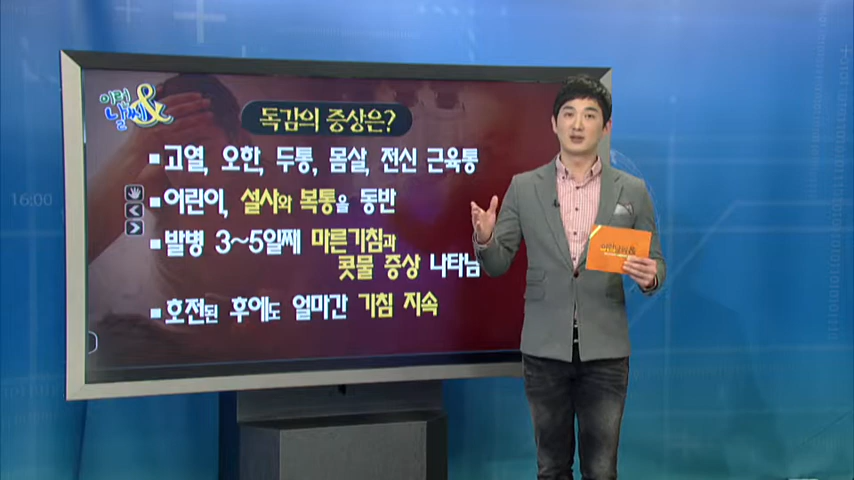 이런
날씨&
독감의 증상은?
▪고열, 오한, 두통, 몸살, 전신 근육통
▪어린이, 설사와 복통을 동반
▪발병 3~5일째 마른기침과
콧물 증상 나타남
▪호전된 후에도 얼마간 기침 지속
16:00